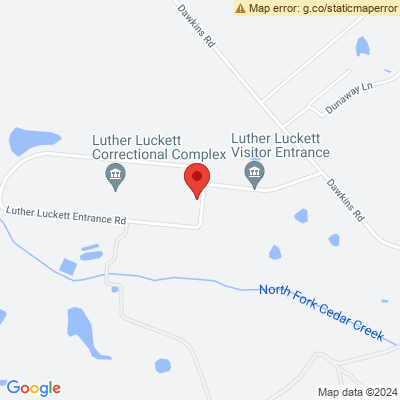 Map error: g.co/staticmaperror
Dawkins Rd
Dunaway Ln
Luther Luckett
Correctional Complex
Luther Luckett
Visitor Entrance
Dawkins Rd
Luther Luckett Entrance Rd
North Fork Cedar Creek
Google
Map data ©2024